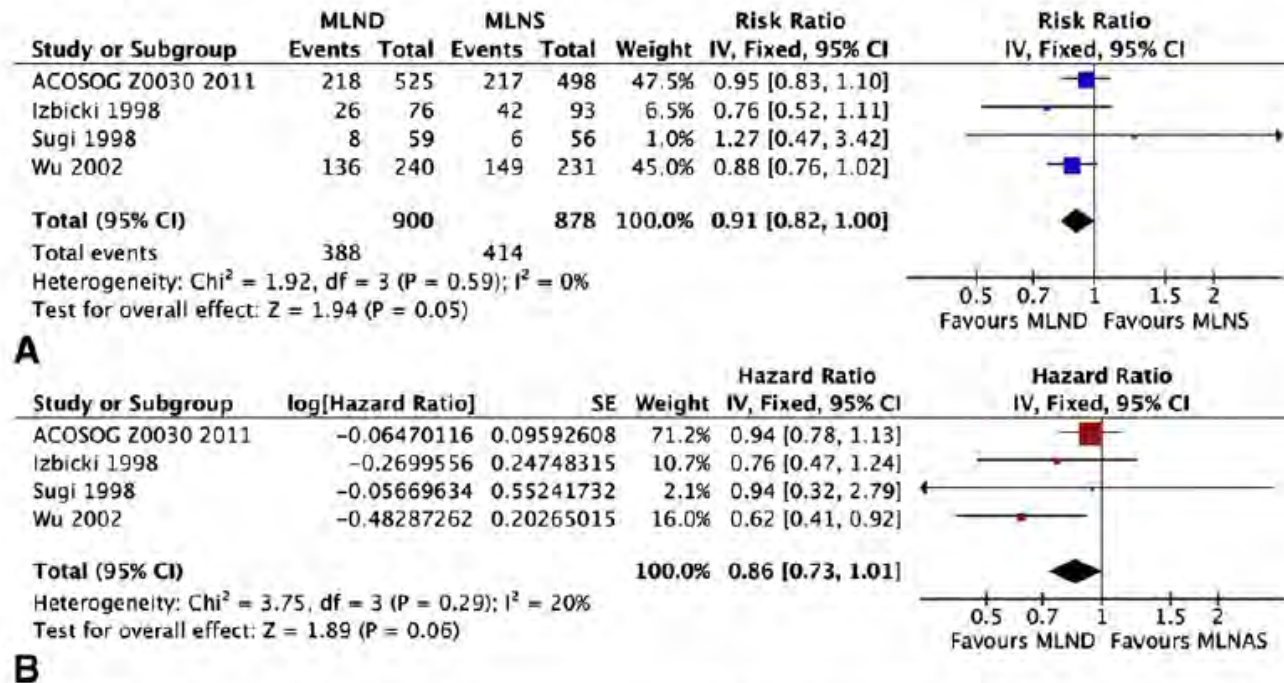 MLND MLNS Risk Ratio Risk Ratio
Study or Subgroup Events Total Events Total Weight IV, Fixed, 95% CI IV, Fixed, 95% CI
ACOSOG Z0030 2011 218 525 217 498 47.5% 0.95 [0.83, 1.10]
Izbicki 1998 26 76 42 93 6.5% 0.76 [0.52, 1.11]
Sugi 1998 8 59 6 56 1.0% 1.27 [0.47, 3.42]
Wu 2002 136 240 149 231 45.0% 0.88 [0.76, 1.02]
Total (95% CI) 900 878 100.0% 0.91 [0.82, 1.00]
Total events 388 414
Heterogeneity: Chi² = 1.92, df = 3 (P = 0.59); I² = 0%
Test for overall effect: Z = 1.94 (P = 0.05)
0.5 0.7 1 1.5 2
Favours MLND Favours MLNS
A
Hazard Ratio Hazard Ratio
Study or Subgroup log[Hazard Ratio] SE Weight IV, Fixed, 95% CI IV, Fixed, 95% CI
ACOSOG Z0030 2011 -0.06470116 0.09592608 71.2% 0.94 [0.78, 1.13]
Izbicki 1998 -0.2699556 0.24748315 10.7% 0.76 [0.47, 1.24]
Sugi 1998 -0.05669634 0.55241732 2.1% 0.94 [0.32, 2.79]
Wu 2002 -0.48287262 0.20265015 16.0% 0.62 [0.41, 0.92]
Total (95% CI) 100.0% 0.86 [0.73, 1.01]
Heterogeneity: Chi² = 3.75, df = 3 (P = 0.29); I² = 20%
Test for overall effect: Z = 1.89 (P = 0.06)
0.5 0.7 1 1.5 2
Favours MLND Favours MLNAS
B